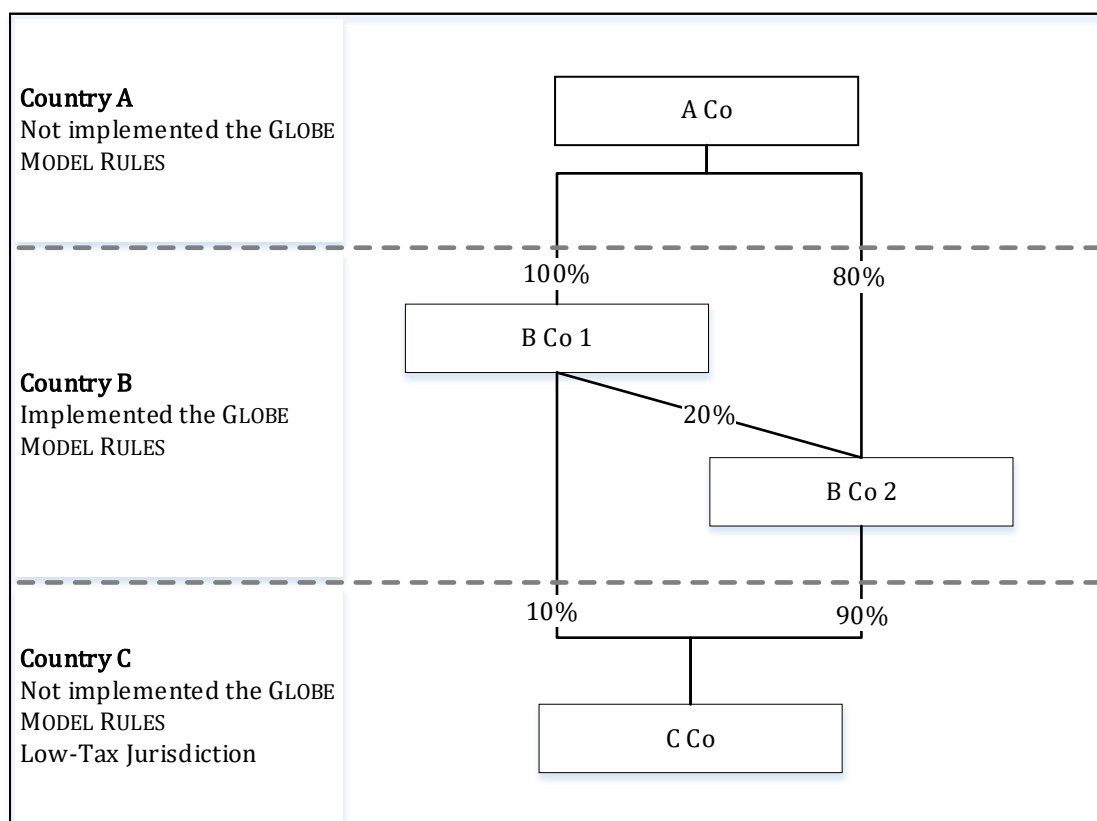 Country A
Not implemented the GLOBE
MODEL RULES
A Co
100%
80%
B Co 1
Country B
Implemented the GLOBE
MODEL RULES
20%
B Co 2
10%
90%
Country C
Not implemented the GLOBE
MODEL RULES
Low-Tax Jurisdiction
C Co